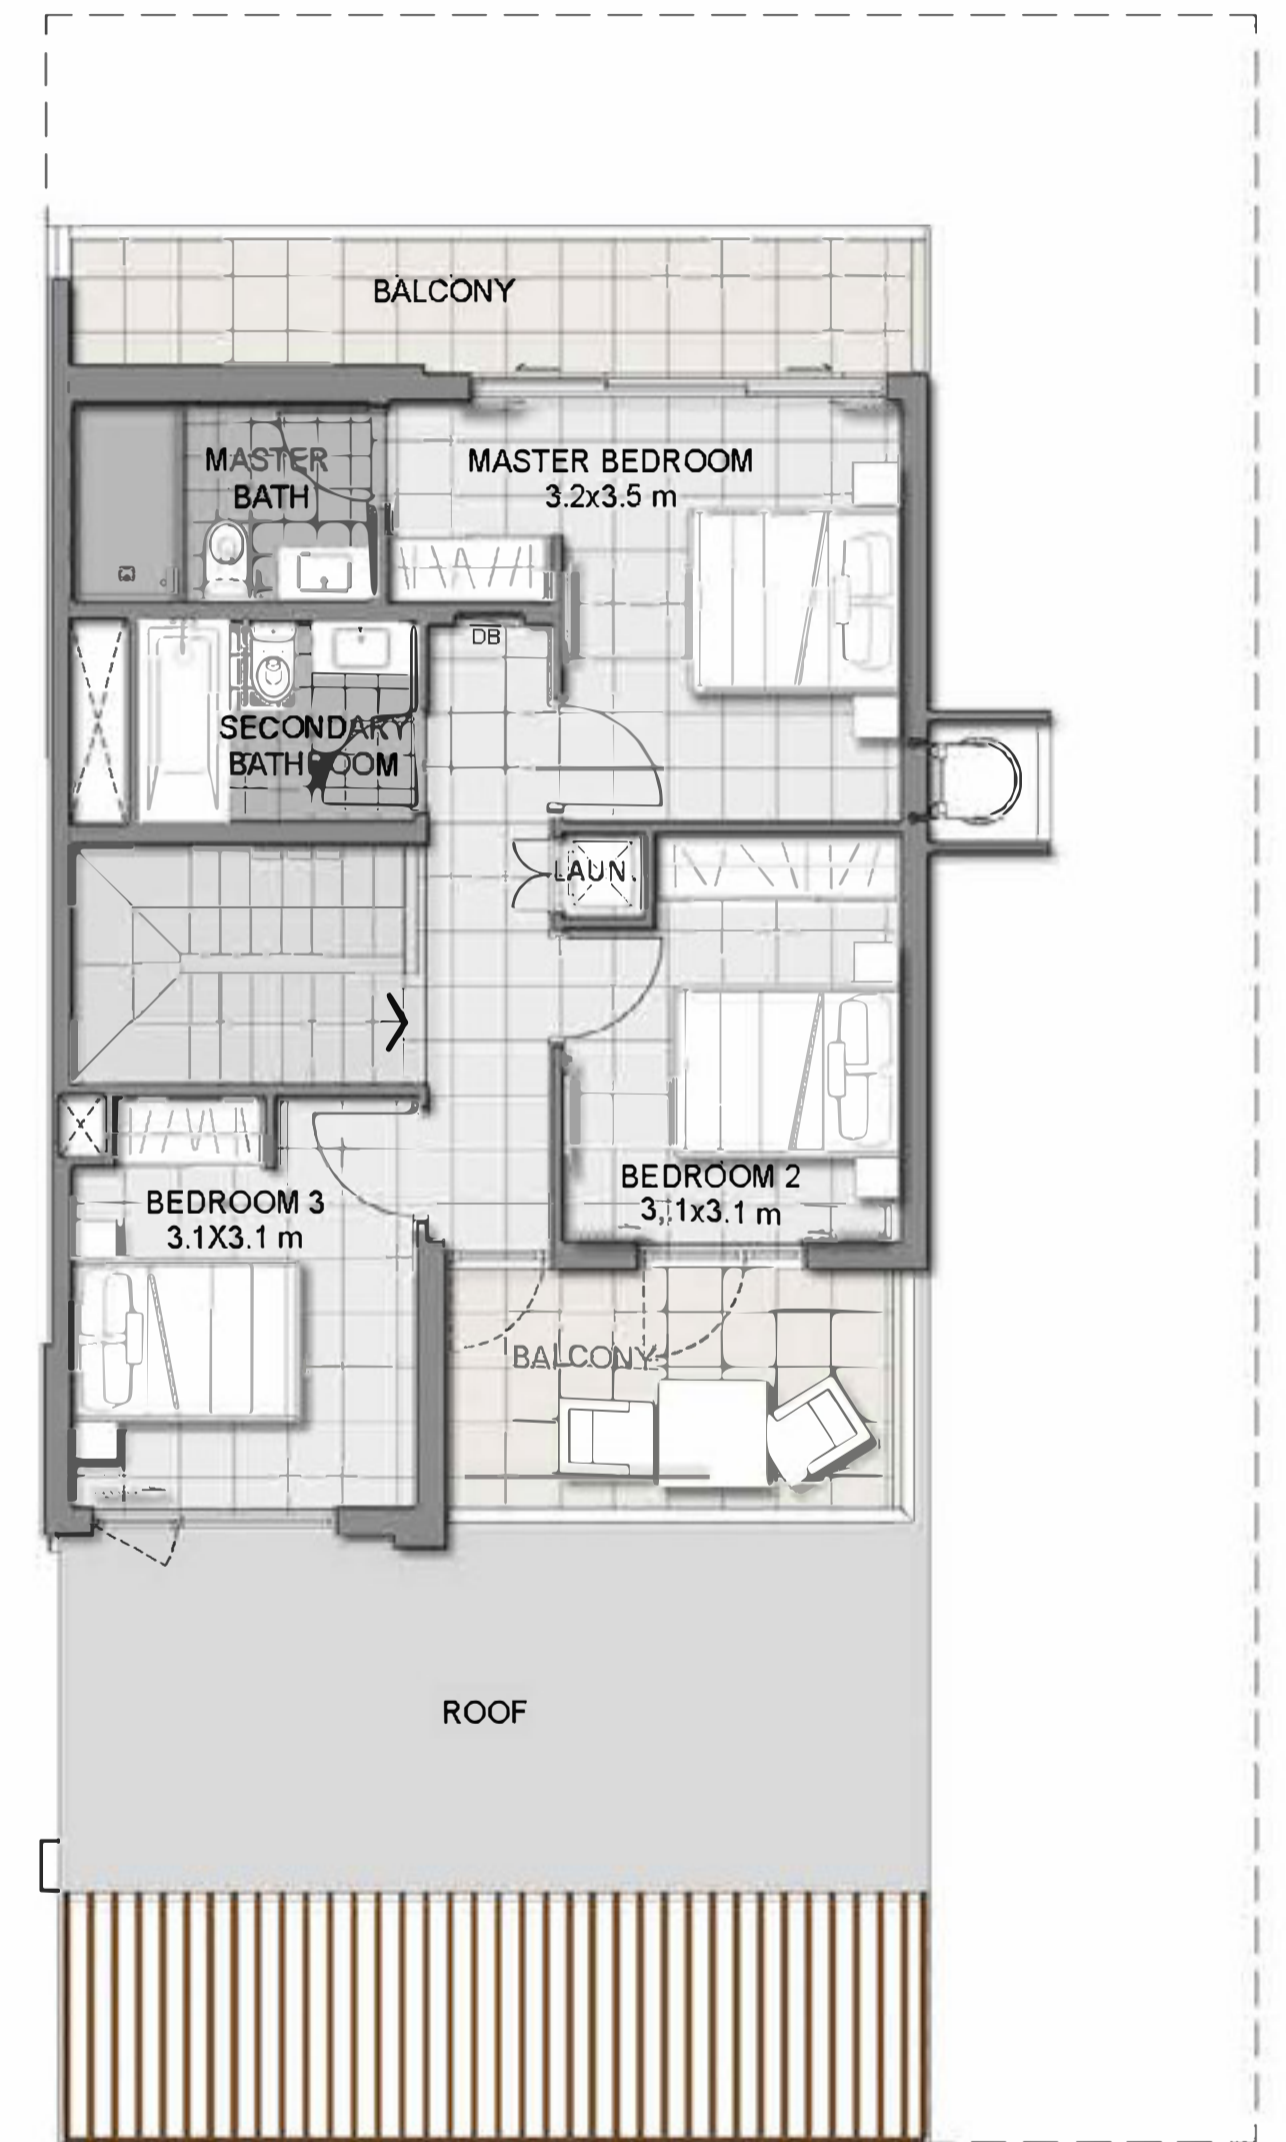 BALCONY
MASTER
BATH
MASTER BEDROOM
3.2x3.5 m
DB
SECONDARY
BATHROOM
LAUN.
BEDROOM 2
3,.1x3.1 m
BEDROOM 3
3.1X3.1 m
BALCONY
ROOF